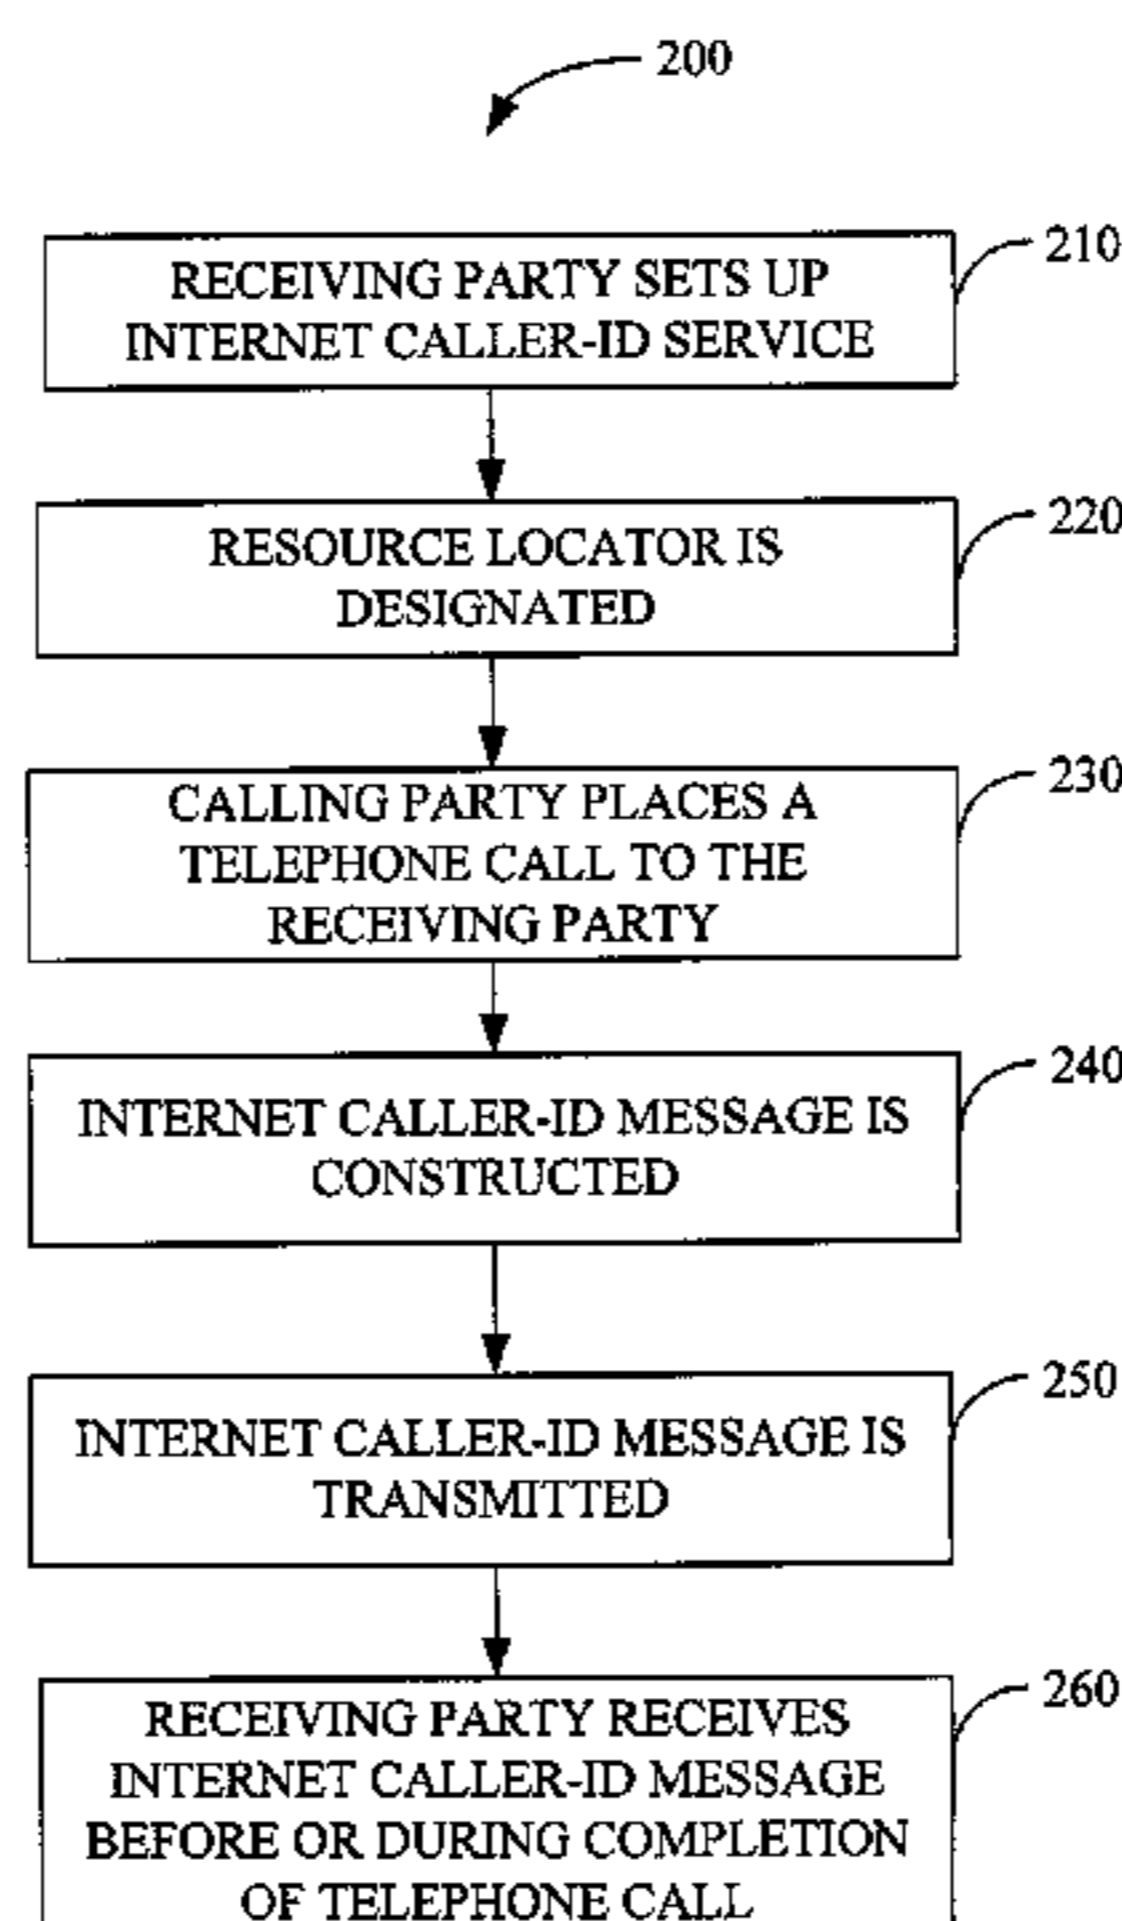 200
210
RECEIVING PARTY SETS UP
INTERNET CALLER-ID SERVICE
220
RESOURCE LOCATOR IS
DESIGNATED
230
CALLING PARTY PLACES A
TELEPHONE CALL TO THE
RECEIVING PARTY
240
INTERNET CALLER-ID MESSAGE IS
CONSTRUCTED
250
INTERNET CALLER-ID MESSAGE IS
TRANSMITTED
260
RECEIVING PARTY RECEIVES
INTERNET CALLER-ID MESSAGE
BEFORE OR DURING COMPLETION
OF TELEPHONE CALL